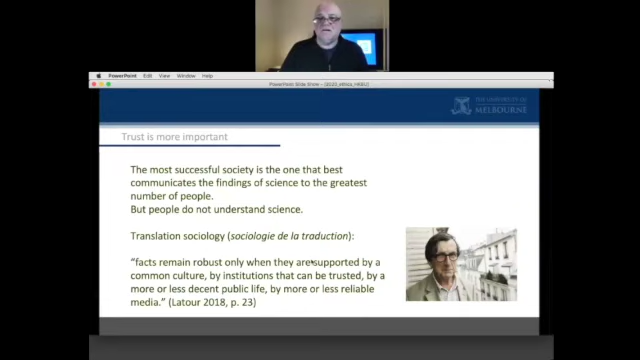 PowerPoint Edit View Window Help
PowerPoint Slide Show - [2020_ethica_HKEU]
THE UNIVERSITY OF
MELBOURNE
Trust is more important
The most successful society is the one that best
communicates the findings of science to the greatest
number of people.
But people do not understand science.
Translation sociology (sociologie de la traduction):
“facts remain robust only when they are supported by a
common culture, by institutions that can be trusted, by a
more or less decent public life, by more or less reliable
media.” (Latour 2018, p. 23)